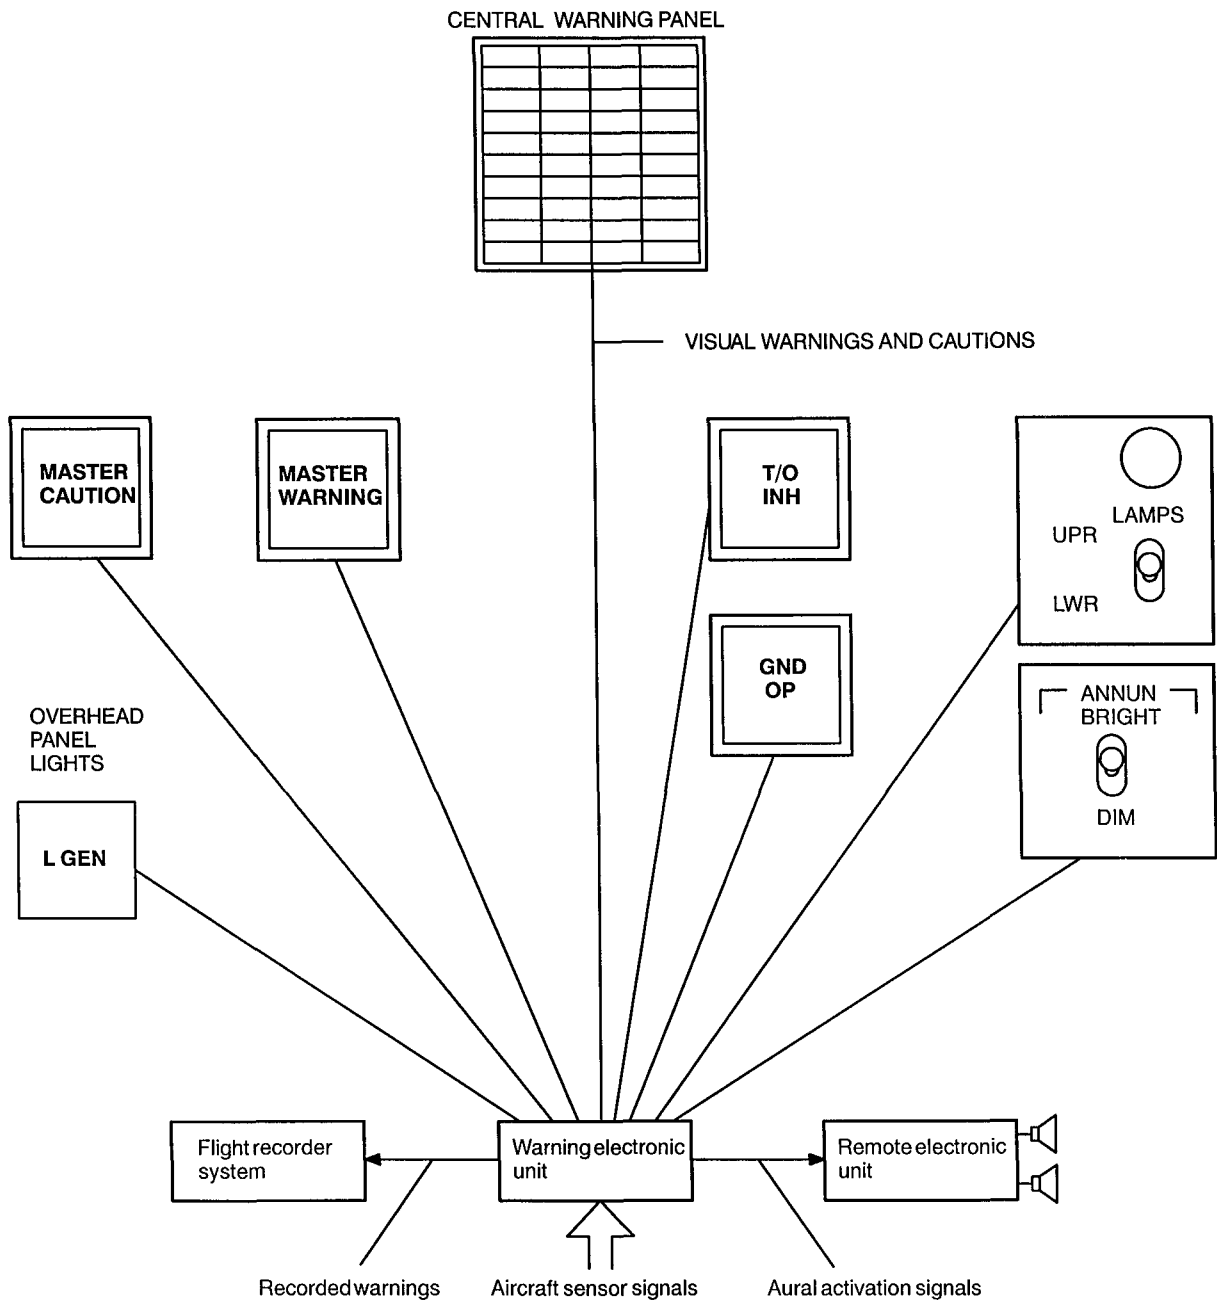 CENTRAL WARNING PANEL
VISUAL WARNINGS AND CAUTIONS
MASTER
CAUTION
MASTER
WARNING
T/O
INH
LAMPS
UPR
LWR
GND
OP
ANNUN
BRIGHT
DIM
OVERHEAD
PANEL
LIGHTS
L GEN
Flight recorder
system
Warning electronic
unit
Remote electronic
unit
Recorded warnings
Aircraft sensor signals
Aural activation signals